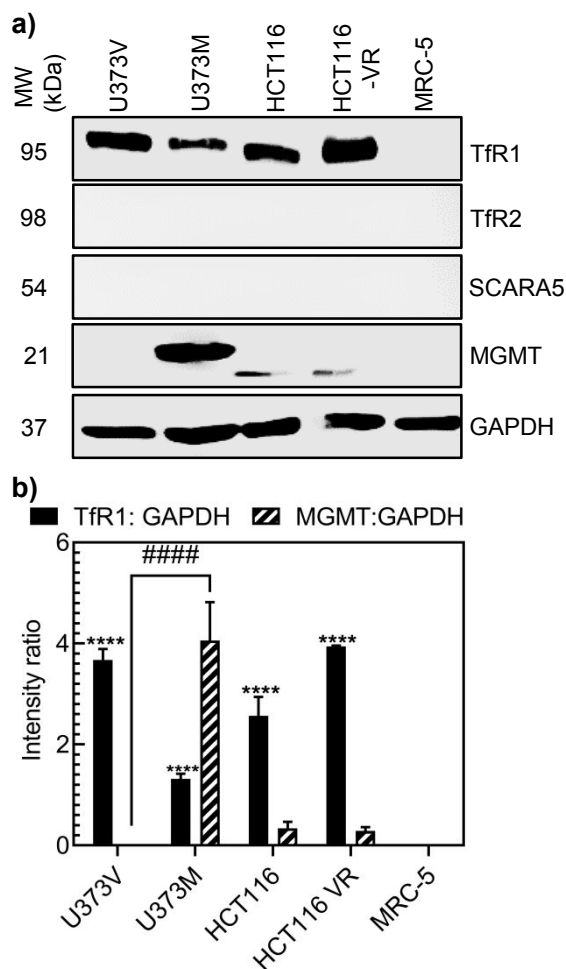 a)
MW
(kDa)
U373V
U373M
HCT116
HCT116
-VR
MRC-5
95
TfR1
98
TfR2
54
SCARA5
21
MGMT
37
GAPDH
b)
TfR1: GAPDH
MGMT:GAPDH
Intensity ratio
6
4
2
0
####
****
****
****
****
U373V
U373M
HCT116
HCT116 VR
MRC-5